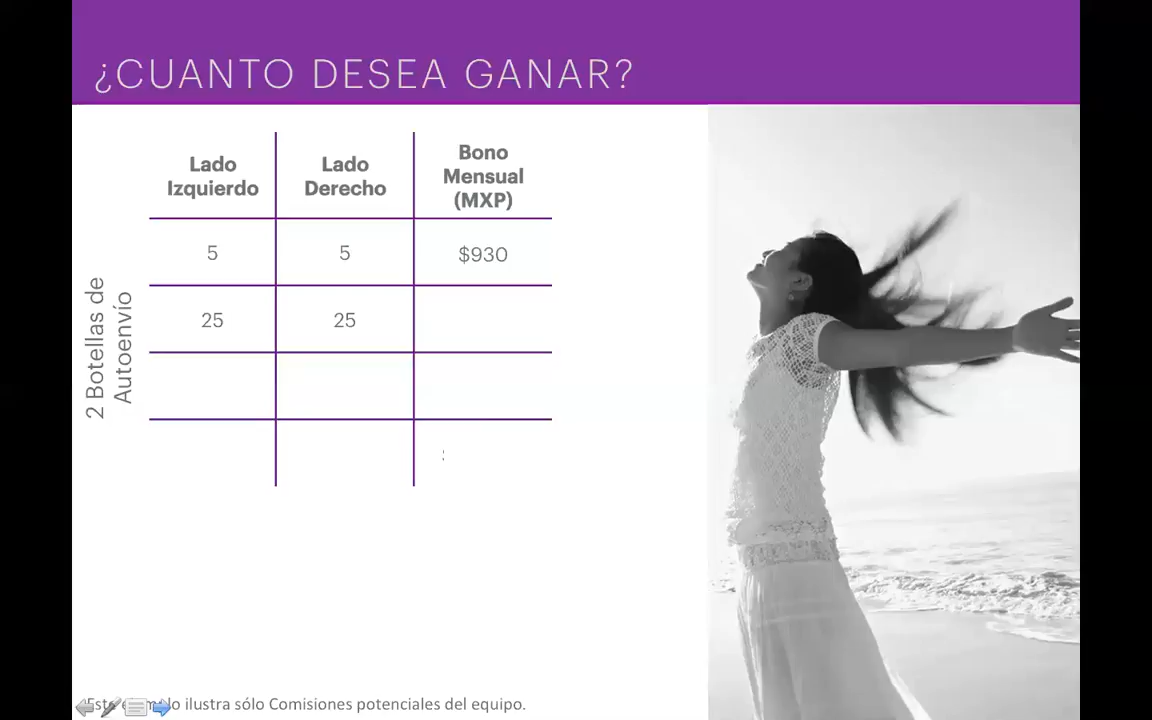 ¿CUANTO DESEA GANAR?
Lado
Izquierdo
Lado
Derecho
Bono
Mensual
(MXP)
2 Botellas de
Autoenvío
5 5 $930
25 25
ilustra sólo Comisiones potenciales del equipo.